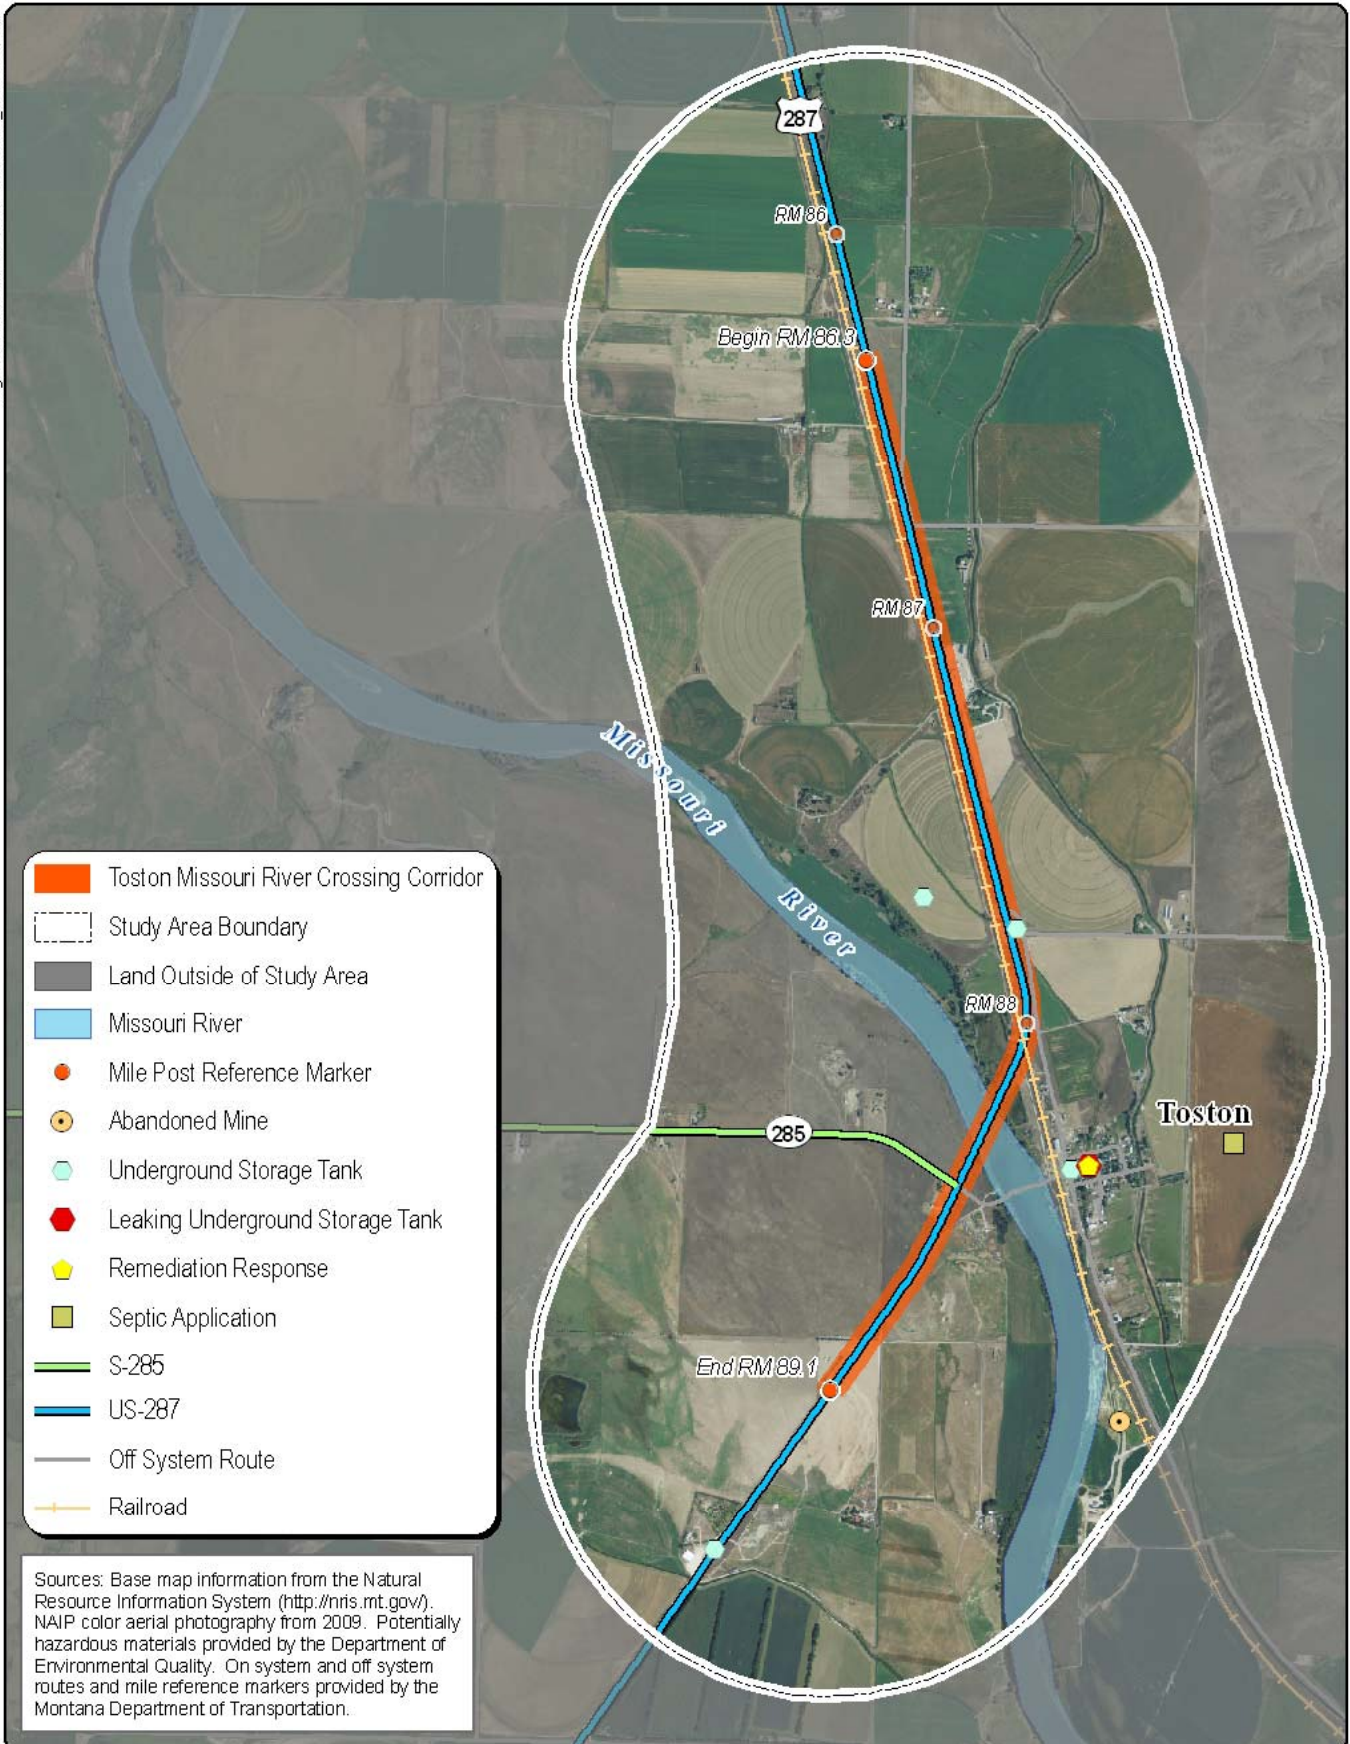 287
RM 86
Begin RM 86.3
RM 87
Missouri
River
RM 88
Toston
285
End RM 89.1
Toston Missouri River Crossing Corridor
Study Area Boundary
Land Outside of Study Area
Missouri River
Mile Post Reference Marker
Abandoned Mine
Underground Storage Tank
Leaking Underground Storage Tank
Remediation Response
Septic Application
S-285
US-287
Off System Route
Railroad
Sources: Base map information from the Natural
Resource Information System (http://nris.mt.gov/).
NAIP color aerial photography from 2009. Potentially
hazardous materials provided by the Department of
Environmental Quality. On system and off system
routes and mile reference markers provided by the
Montana Department of Transportation.